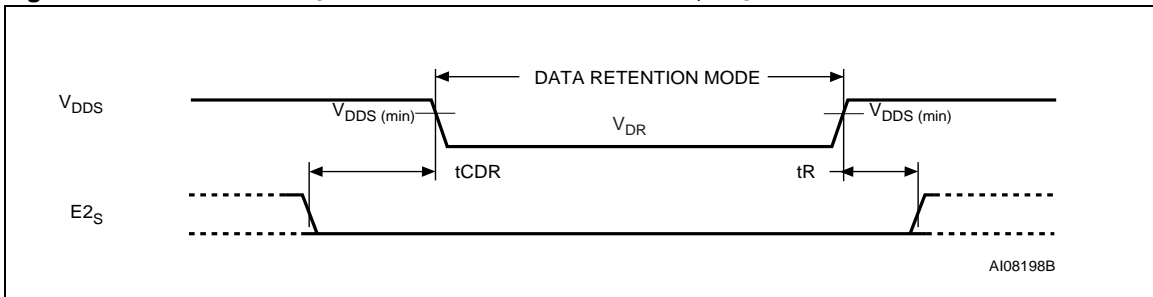 DATA RETENTION MODE
VDDS
VDDS (min)
VDR
VDDS (min)
tCDR
tR
E2S
AI08198B